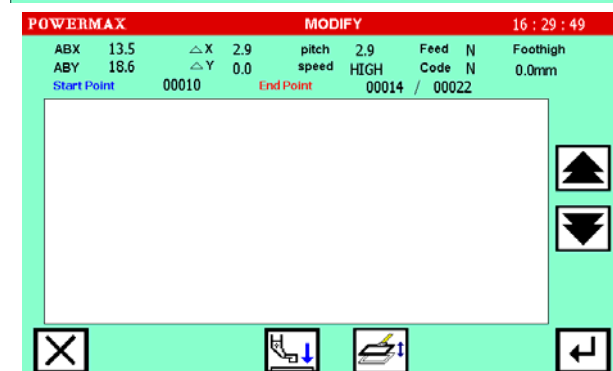 POWERMAX MODIFY 16 : 29 : 49
ABX 13.5 △X 2.9 pitch 2.9 Feed N Foothigh
ABY 18.6 △Y 0.0 speed HIGH Code N 0.0mm
Start Point 00010 End Point 00014 / 00022